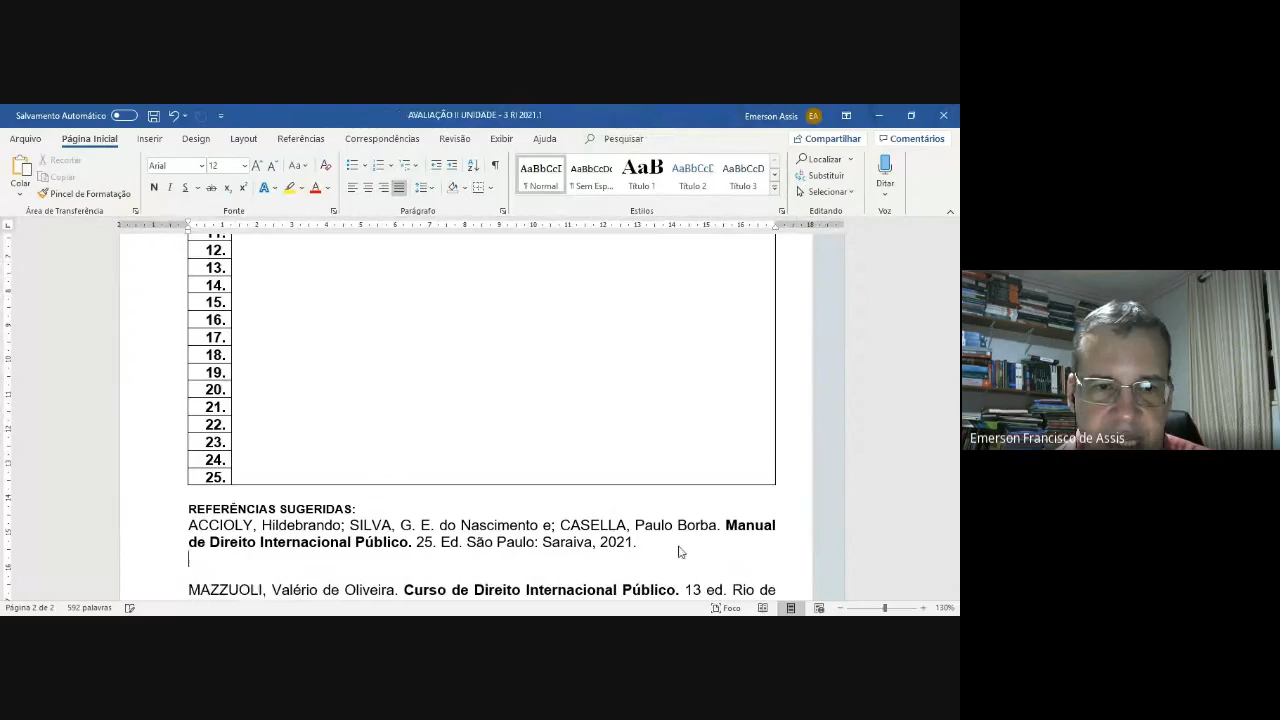 Salvamento Automático
AVALIAÇÃO II UNIDADE - 3 RI 2021.1
Emerson Assis
EA
Arquivo
Página Inicial
Inserir
Design
Layout
Referências
Correspondências
Revisão
Exibir
Ajuda
Pesquisar
Compartilhar
Comentários
Colar
Recortar
Copiar
Pincel de Formatação
Área de Transferência
Arial
12
Fonte
Parágrafo
AaBbCcI
¶ Normal
AaBbCcDc
¶ Sem Esp...
AaB
Título 1
AaBbCcE
Título 2
AaBbCcD
Título 3
Estilos
Localizar
Substituir
Selecionar
Editando
Ditar
Voz
11.
12.
13.
14.
15.
16.
17.
18.
19.
20.
21.
22.
23.
24.
25.
REFERÊNCIAS SUGERIDAS:
ACCIOLY, Hildebrando; SILVA, G. E. do Nascimento e; CASELLA, Paulo Borba. Manual
de Direito Internacional Público. 25. Ed. São Paulo: Saraiva, 2021.
MAZZUOLI, Valério de Oliveira. Curso de Direito Internacional Público. 13 ed. Rio de
Página 2 de 2
592 palavras
Foco
130%
Emerson Francisco de Assis